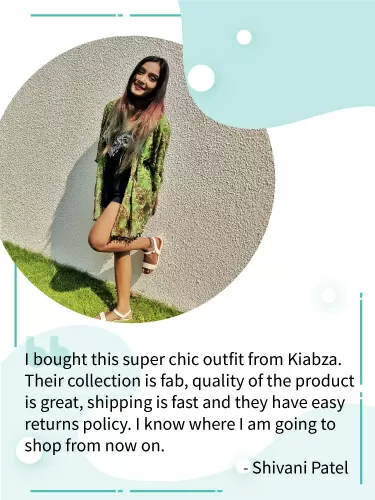 I bought this super chic outfit from Kiabza.
Their collection is fab, quality of the product
is great, shipping is fast and they have easy
returns policy. I know where I am going to
shop from now on.
- Shivani Patel